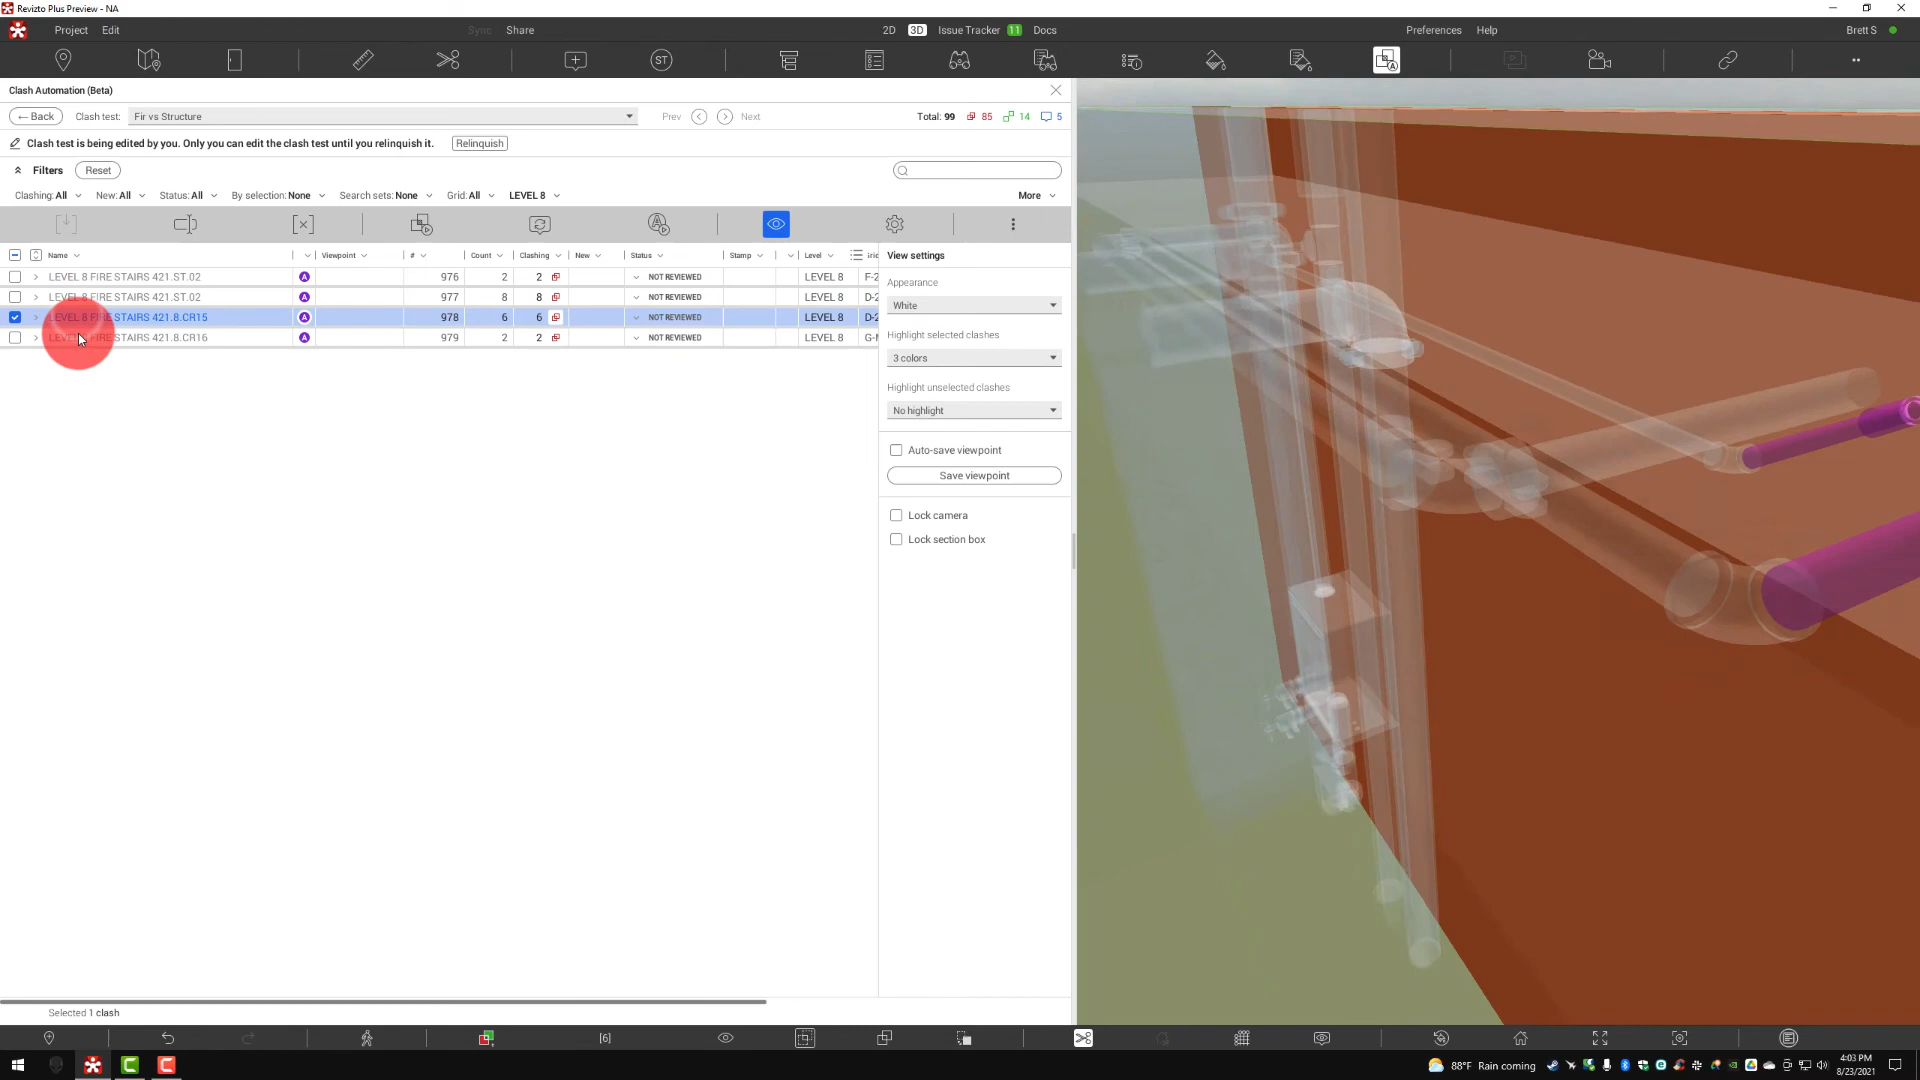 Revizto Plus Preview - NA
Project Edit Sync Share 2D 3D Issue Tracker 11 Docs Preferences Help Brett S
ST
Clash Automation (Beta)
← Back Clash test: Fir vs Structure Prev Next Total: 99 85 14 5
Clash test is being edited by you. Only you can edit the clash test until you relinquish it. Relinquish
Filters Reset
Clashing: All New: All Status: All By selection: None Search sets: None Grid: All LEVEL 8 More
Name Viewpoint # Count Clashing New Status Stamp Level
LEVEL 8 FIRE STAIRS 421.ST.02 A 976 2 2 NOT REVIEWED LEVEL 8 F-2
LEVEL 8 FIRE STAIRS 421.ST.02 A 977 8 8 NOT REVIEWED LEVEL 8 D-2
LEVEL 8 FIRE STAIRS 421.8.CR15 A 978 6 6 NOT REVIEWED LEVEL 8 D-2
LEVEL 8 FIRE STAIRS 421.8.CR16 A 979 2 2 NOT REVIEWED LEVEL 8
View settings
Appearance
White
Highlight selected clashes
3 colors
Highlight unselected clashes
No highlight
Auto-save viewpoint
Save viewpoint
Lock camera
Lock section box
Selected 1 clash
[6]
88°F Rain coming
4:03 PM
8/23/2021